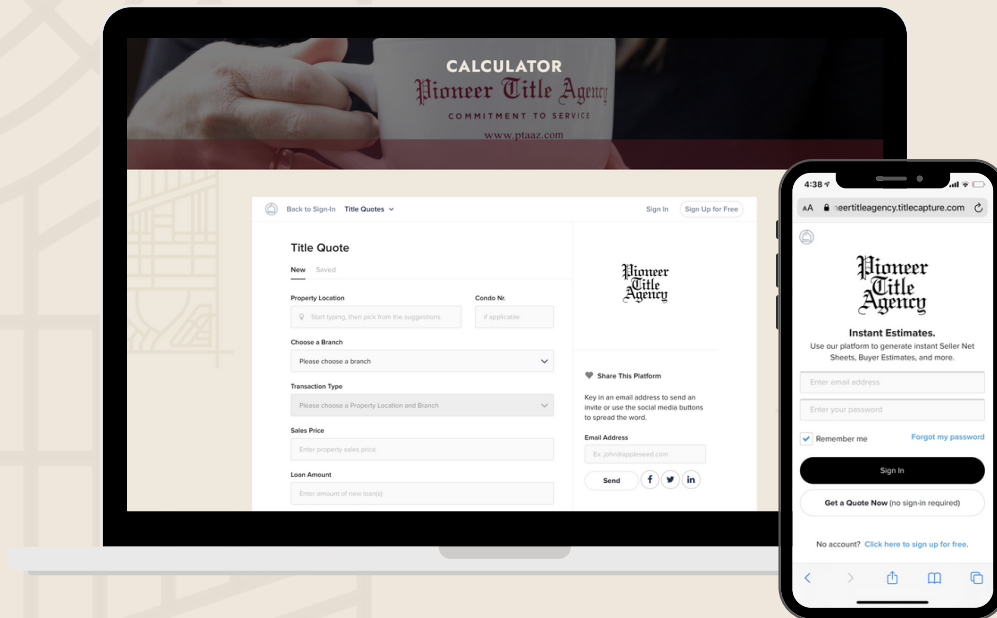 CALCULATOR
Pioneer Title Agency
COMMITMENT TO SERVICE
www.ptaaz.com
Back to Sign-In Title Quotes
Sign In Sign Up for Free
Title Quote
New Saved
Property Location
Condo Nr.
Start typing, then pick from the suggestions
if applicable
Choose a Branch
Please choose a branch
Transaction Type
Please choose a Property Location and Branch
Sales Price
Enter property sales price
Loan Amount
Enter amount of new loan(s)
Pioneer
Title
Agency
Share This Platform
Key in an email address to send an
invite or use the social media buttons
to spread the word.
Email Address
Ex: john@appleseed.com
Send
4:38
AA neertitleagency.titlecapture.com
Pioneer
Title
Agency
Instant Estimates.
Use our platform to generate instant Seller Net
Sheets, Buyer Estimates, and more.
Enter email address
Enter your password
Remember me
Forgot my password
Sign In
Get a Quote Now (no sign-in required)
No account? Click here to sign up for free.